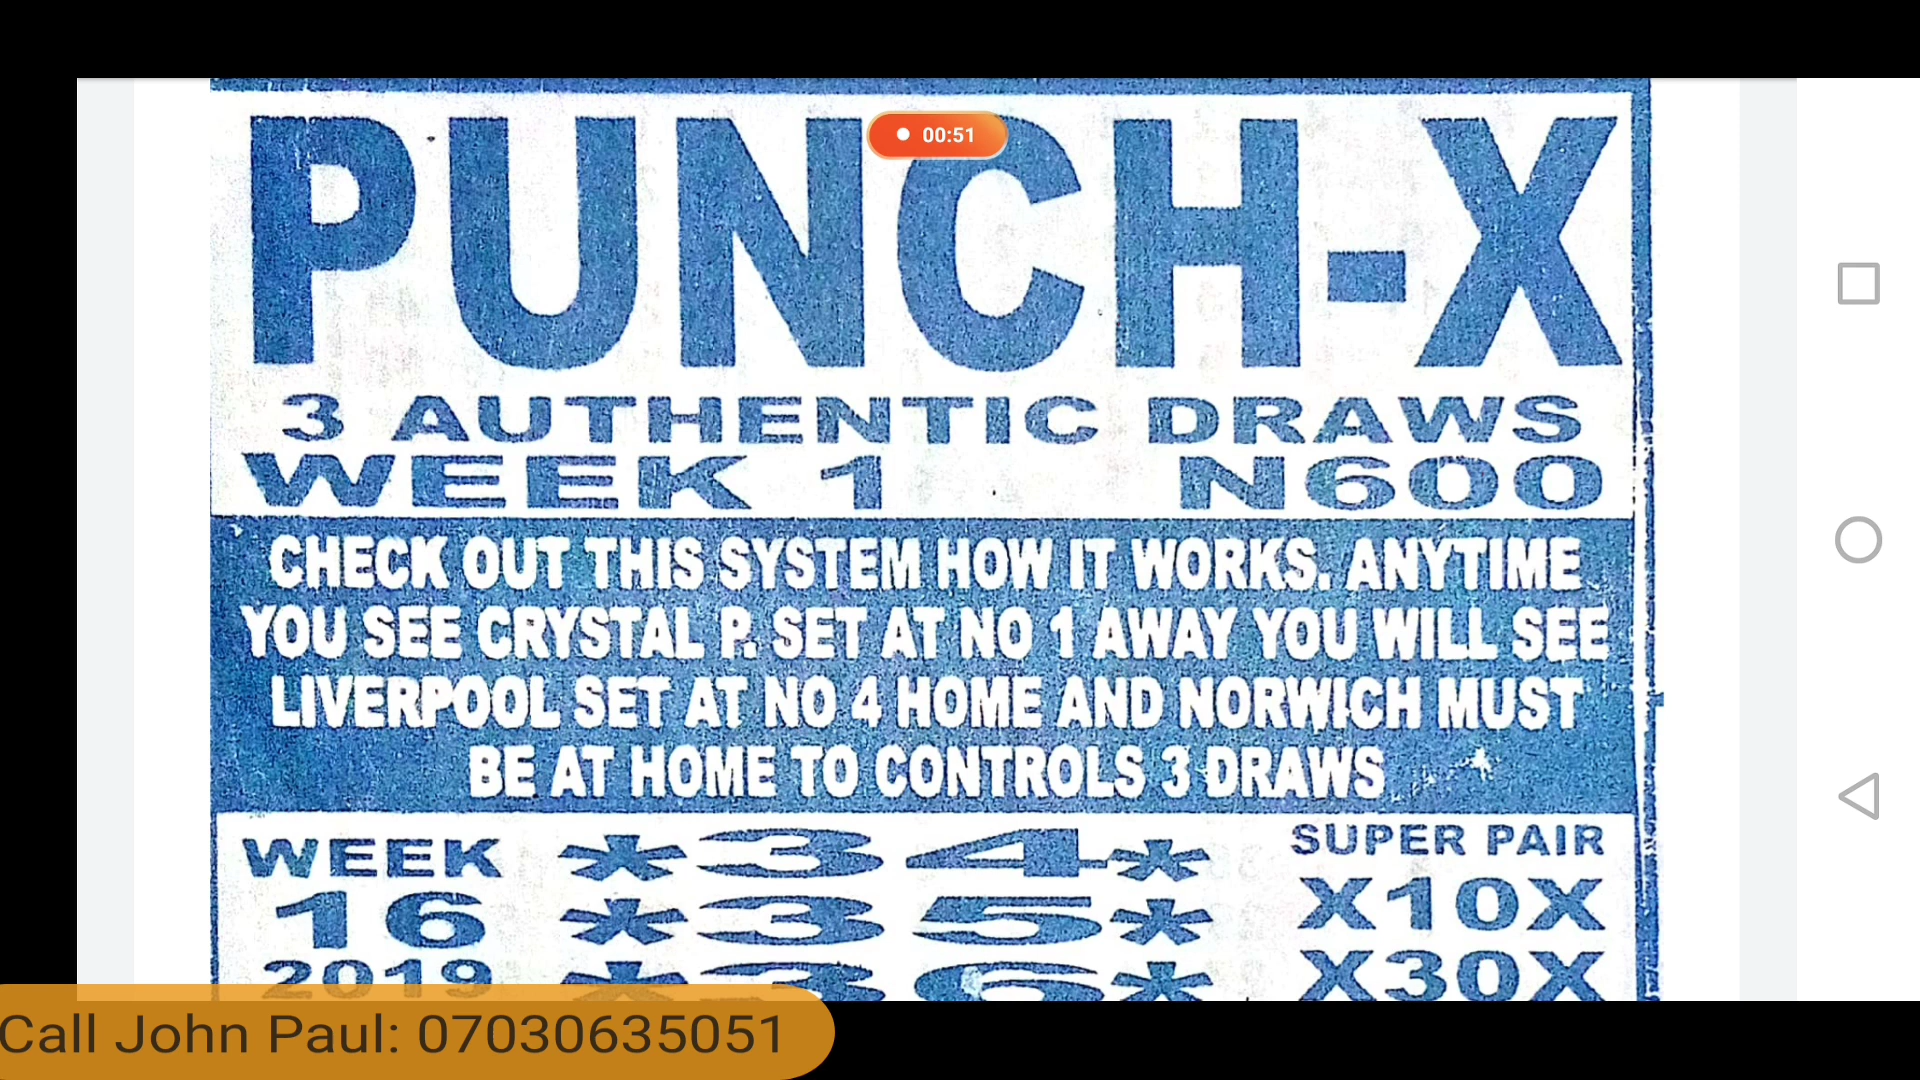 PUNCH-X
00:51
3 AUTHENTIC DRAWS
WEEK 1 N600
CHECK OUT THIS SYSTEM HOW IT WORKS. ANYTIME
YOU SEE CRYSTAL P. SET AT NO 1 AWAY YOU WILL SEE
LIVERPOOL SET AT NO 4 HOME AND NORWICH MUST
BE AT HOME TO CONTROLS 3 DRAWS
WEEK *34* SUPER PAIR
16 *35* X10X
2019 *36* X30X
Call John Paul: 07030635051